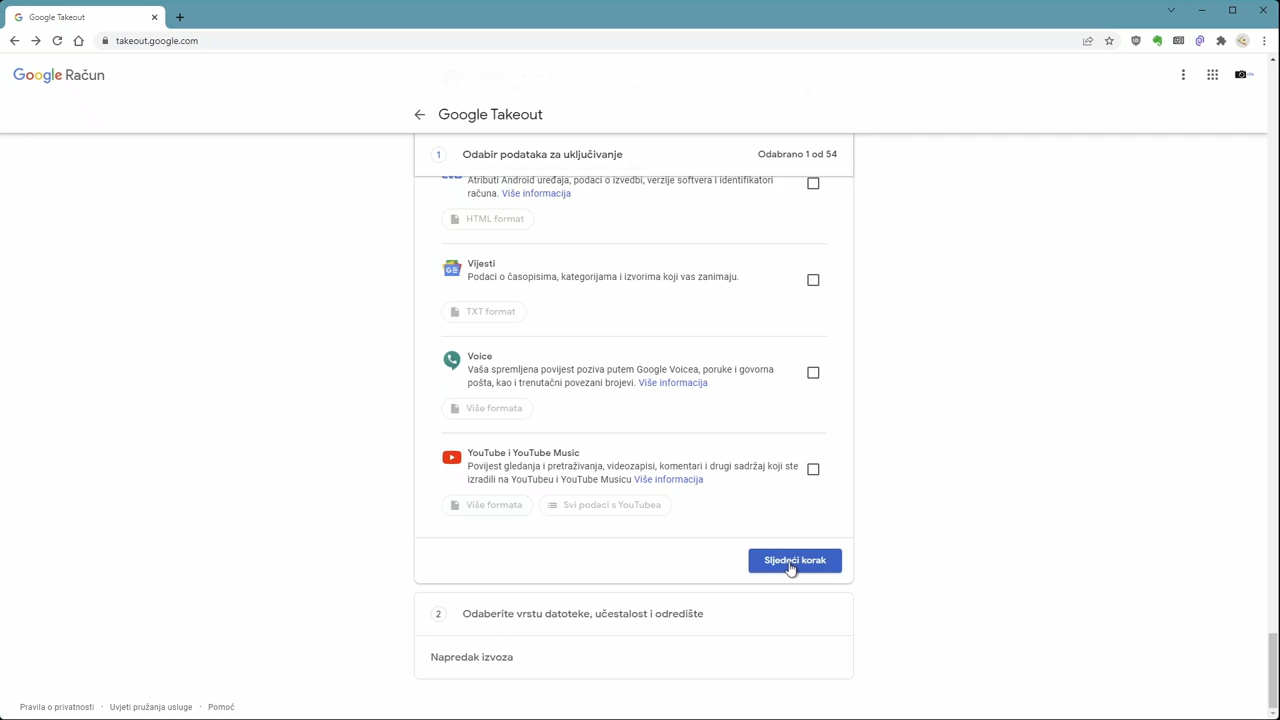 Google Takeout
takeout.google.com
Google Račun
Google Takeout
1 Odabir podataka za uključivanje Odabrano 1 od 54
Atributi Android uređaja, podaci o izvedbi, verzije softvera i identifikatori
računa. Više informacija
HTML format
Vijesti
Podaci o časopisima, kategorijama i izvorima koji vas zanimaju.
TXT format
Voice
Vaša spremljena povijest poziva putem Google Voicea, poruke i govorna
pošta, kao i trenutačni povezani brojevi. Više informacija
Više formata
YouTube i YouTube Music
Povijest gledanja i pretraživanja, videozapisi, komentari i drugi sadržaj koji ste
izradili na YouTubeu i YouTube Musicu Više informacija
Više formata Svi podaci s YouTubea
Sljedeći korak
2 Odaberite vrstu datoteke, učestalost i odredište
Napredak izvoza
Pravila o privatnosti · Uvjeti pružanja usluge · Pomoć